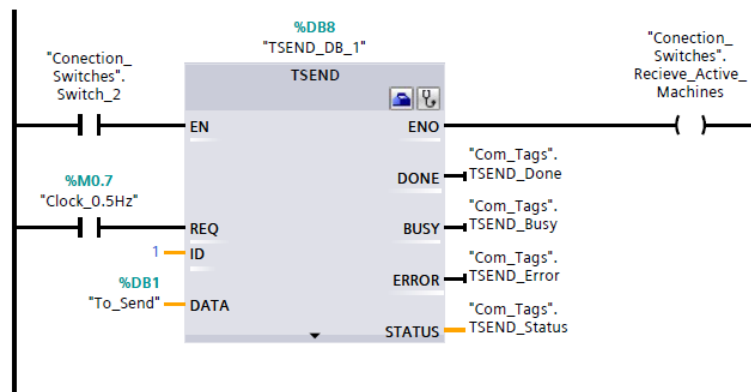 %DB8
"TSEND_DB_1"
TSEND
"Conection_
Switches".
Switch_2
EN
ENO
"Conection_
Switches".
Recieve_Active_
Machines
DONE
"Com_Tags".
TSEND_Done
%M0.7
"Clock_0.5Hz"
REQ
BUSY
"Com_Tags".
TSEND_Busy
1
ID
ERROR
"Com_Tags".
TSEND_Error
%DB1
"To_Send"
DATA
STATUS
"Com_Tags".
TSEND_Status